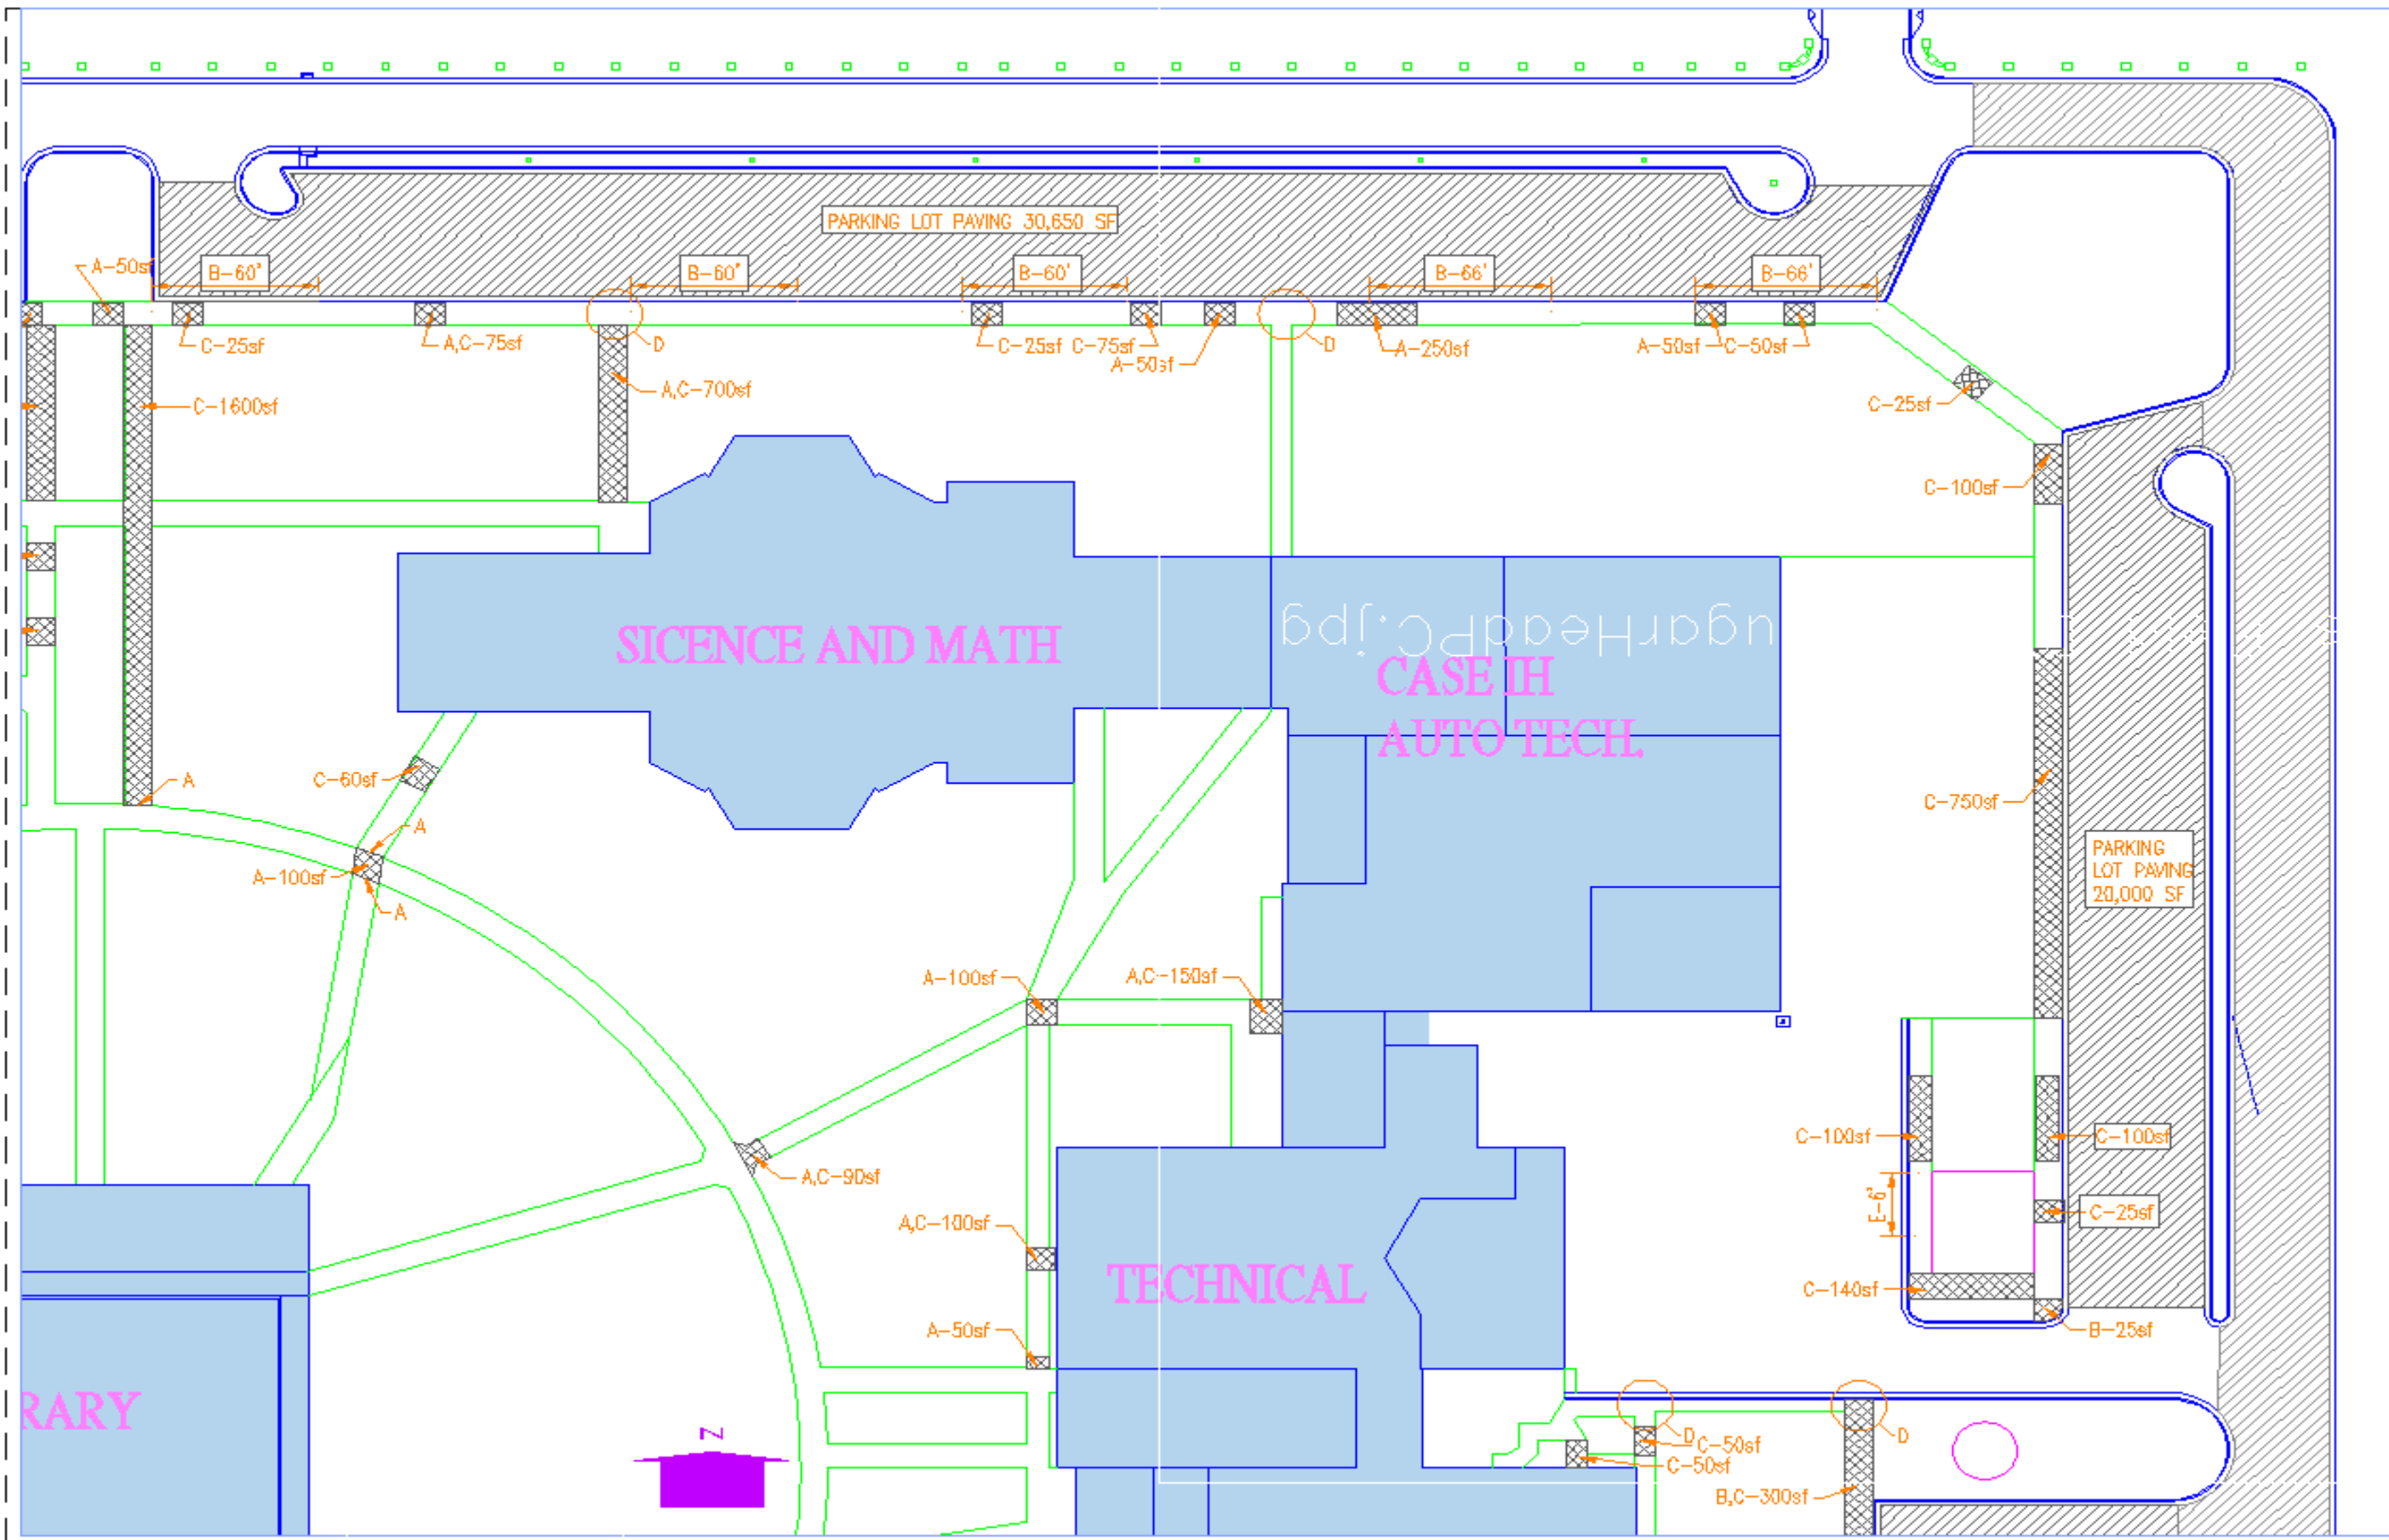 PARKING LOT PAVING 30,650 SF
A-50sf
B-60'
B-60'
B-60'
B-66'
B-66'
C-25sf
A,C-75sf
D
C-25sf
C-75sf
A-50sf
D
A-250sf
A-50sf
C-50sf
C-1600sf
A,C-700sf
C-25sf
C-100sf
SICENCE AND MATH
ugarHeadPC.jpg
CASE IH
AUTO TECH.
C-60sf
A
A
A-100sf
A
C-750sf
PARKING
LOT PAVING
20,000 SF
A-100sf
A,C-150sf
C-100sf
C-100sf
A,C-90sf
E-6'
C-25sf
A,C-100sf
TECHNICAL
C-140sf
A-50sf
B-25sf
RARY
Z
D
C-50sf
C-50sf
D
B,C-300sf